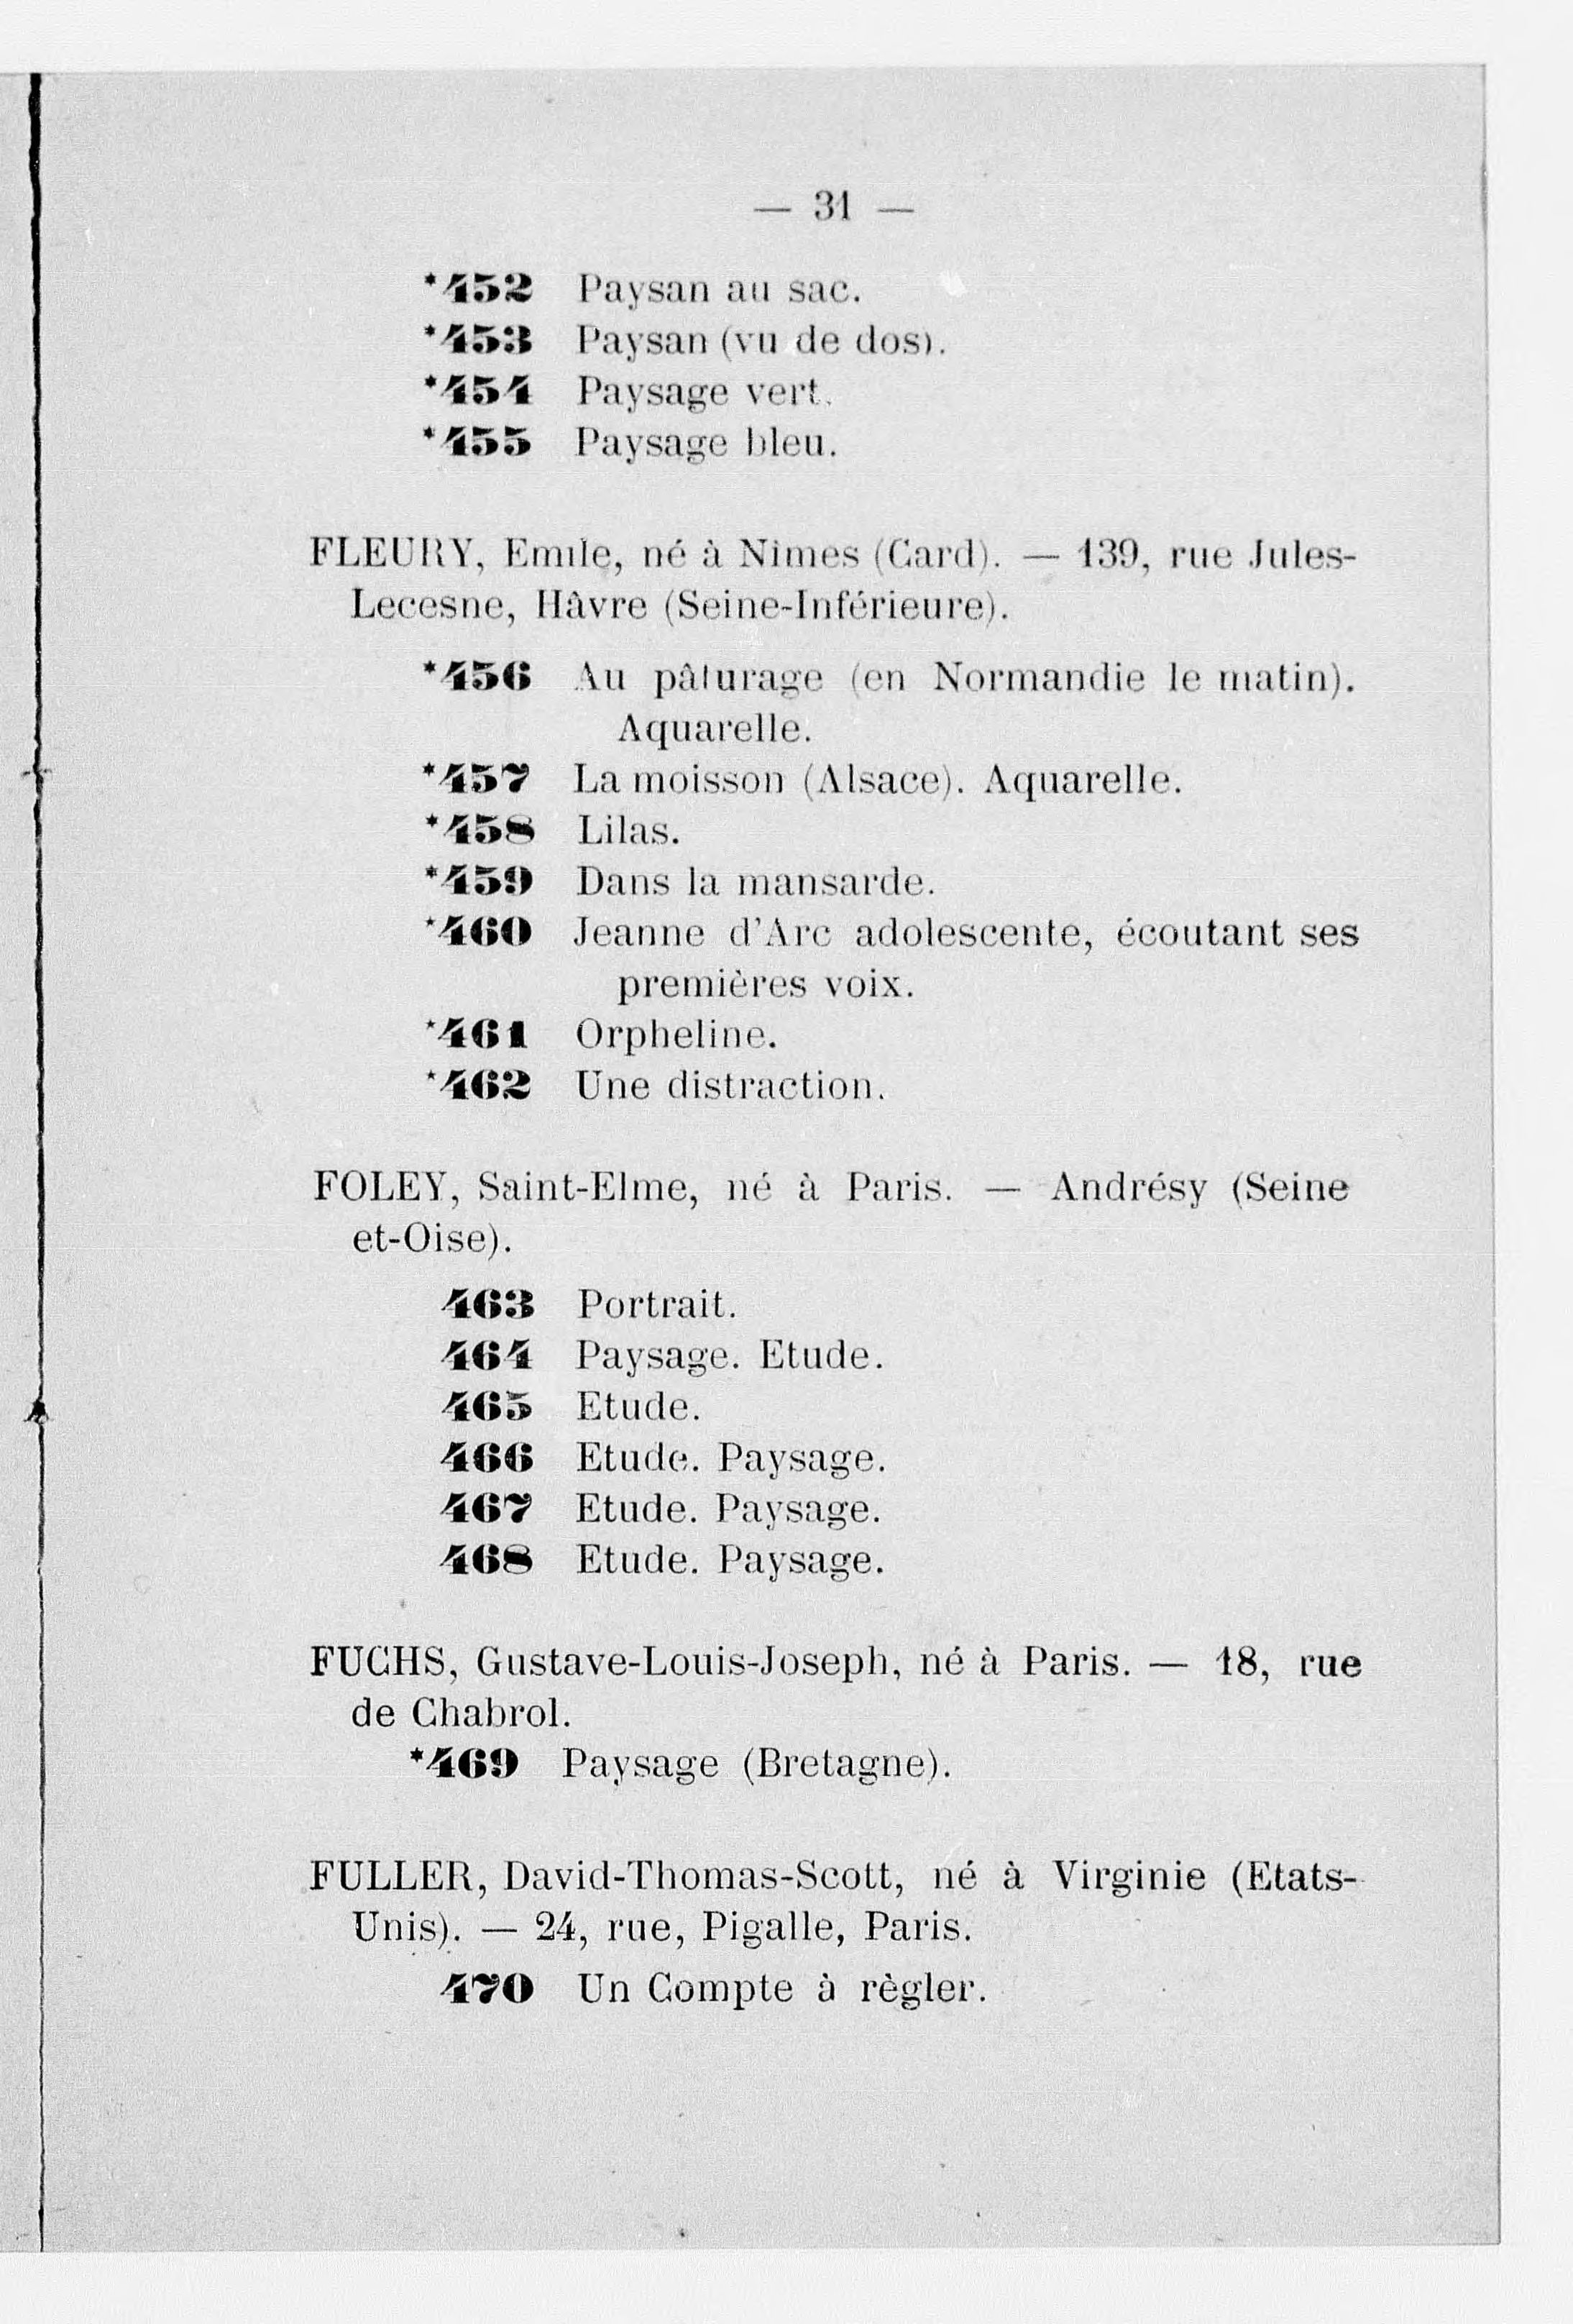 — 31 —
*452 Paysan au sac.
*453 Paysan (vu de dos).
*454 Paysage vert.
*455 Paysage bleu.
FLEURY, Emile, né à Nîmes (Gard). — 139, rue Jules-
Lecesne, Hâvre (Seine-Inférieure).
*456 Au pâturage (en Normandie le matin).
Aquarelle.
*457 La moisson (Alsace). Aquarelle.
*458 Lilas.
*459 Dans la mansarde.
*460 Jeanne d'Arc adolescente, écoutant ses
premières voix.
*461 Orpheline.
*462 Une distraction.
FOLEY, Saint-Elme, né à Paris. — Andrésy (Seine
et-Oise).
463 Portrait.
464 Paysage. Etude.
465 Etude.
466 Etude. Paysage.
467 Etude. Paysage.
468 Etude. Paysage.
FUCHS, Gustave-Louis-Joseph, né à Paris. — 18, rue
de Chabrol.
*469 Paysage (Bretagne).
FULLER, David-Thomas-Scott, né à Virginie (Etats-
Unis). — 24, rue, Pigalle, Paris.
470 Un Compte à règler.